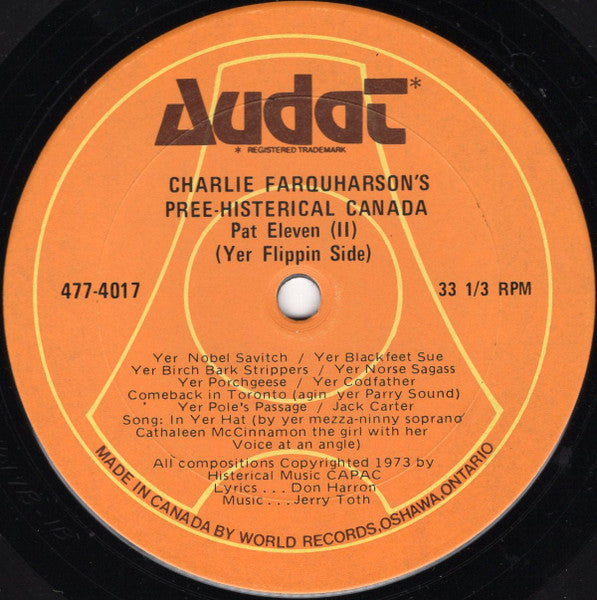 Audat*
* REGISTERED TRADEMARK
CHARLIE FARQUHARSON'S
PREE-HISTERICAL CANADA
Pat Eleven (II)
(Yer Flippin Side)
477-4017
33 1/3 RPM
Yer Nobel Savitch / Yer Blackfeet Sue
Yer Birch Bark Strippers / Yer Norse Sagass
Yer Porchgeese / Yer Codfather
Comeback in Toronto (agin yer Parry Sound)
Yer Pole's Passage / Jack Carter
Song: In Yer Hat (by yer mezza-ninny soprano
Cathaleen McCinnamon the girl with her
Voice at an angle)
All compositions Copyrighted 1973 by
Histerical Music CAPAC
Lyrics . . . Don Harron
Music . . . Jerry Toth
MADE IN CANADA BY WORLD RECORDS, OSHAWA, ONTARIO